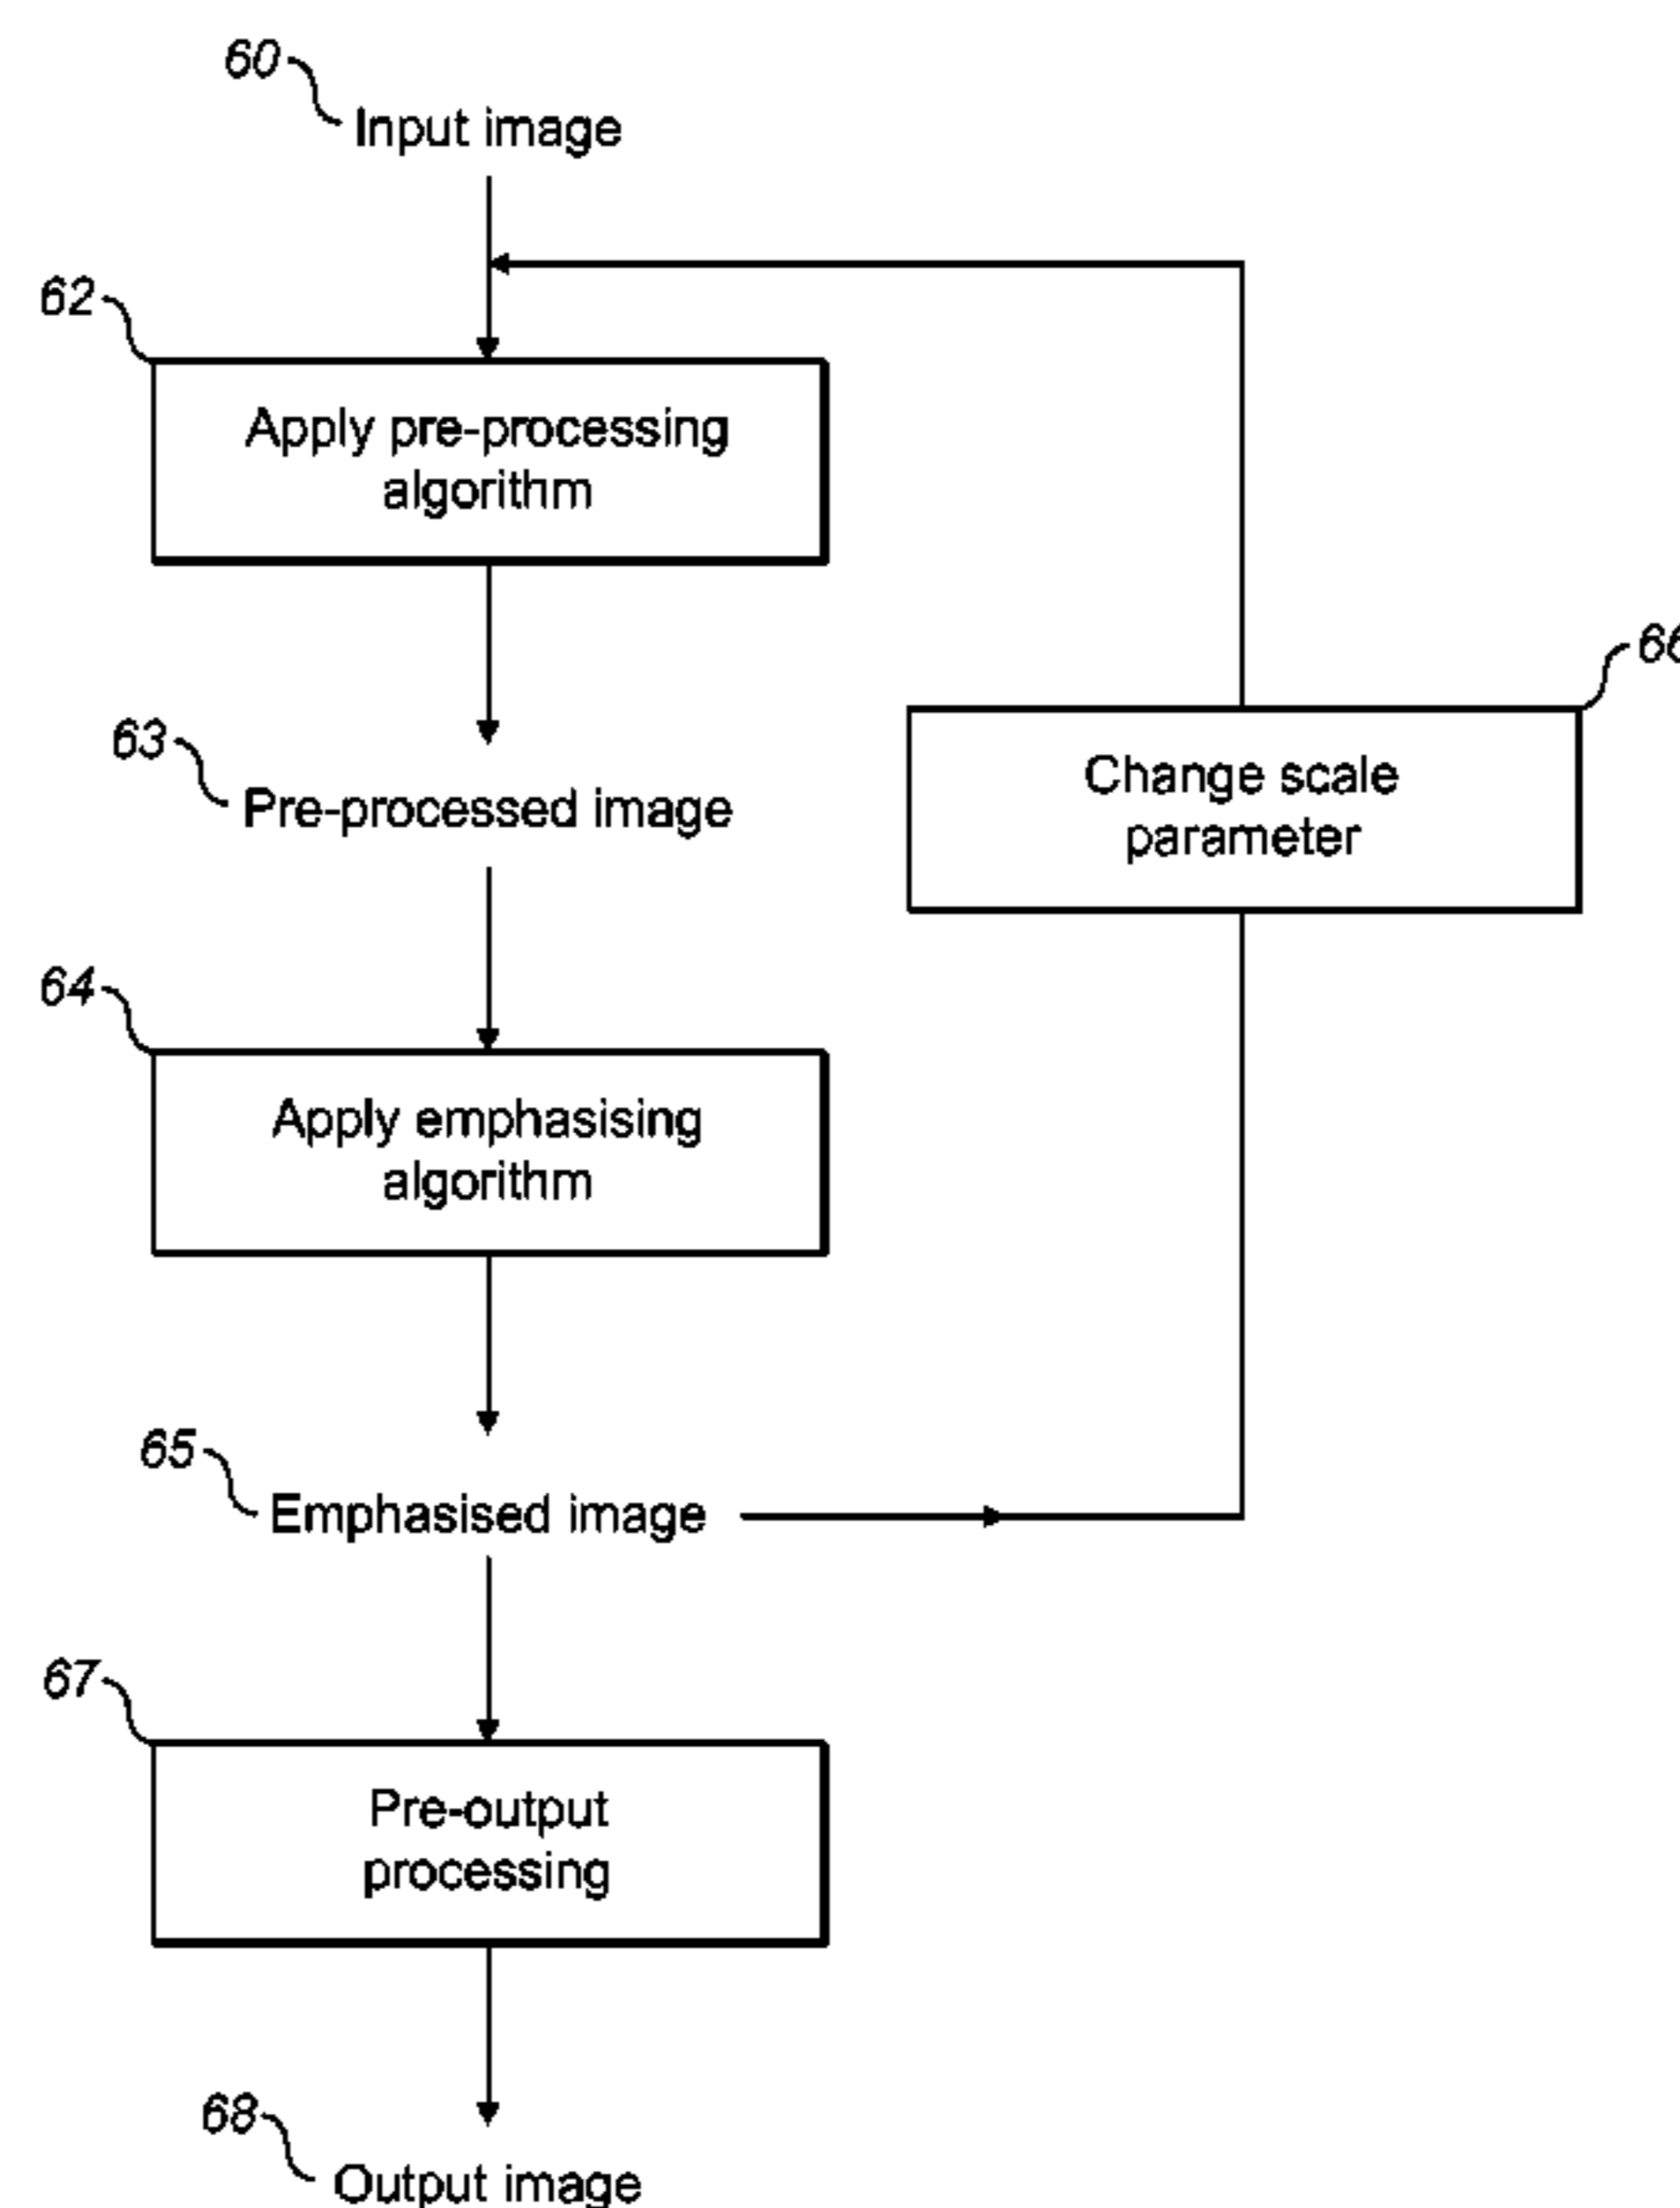 60
Input image
62
Apply pre-processing
algorithm
66
63
Pre-processed image
Change scale
parameter
64
Apply emphasising
algorithm
65
Emphasised image
67
Pre-output
processing
68
Output image